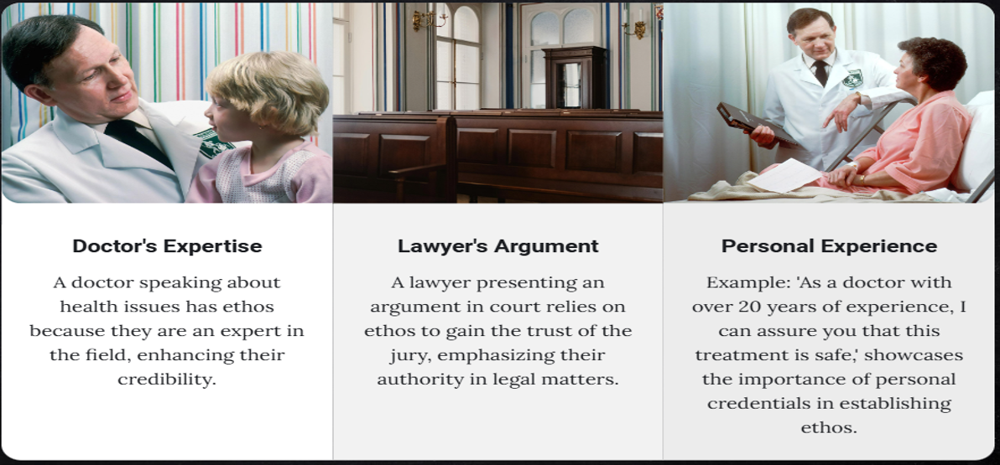 Doctor's Expertise
A doctor speaking about
health issues has ethos
because they are an expert in
the field, enhancing their
credibility.
Lawyer's Argument
A lawyer presenting an
argument in court relies on
ethos to gain the trust of the
jury, emphasizing their
authority in legal matters.
Personal Experience
Example: 'As a doctor with
over 20 years of experience, I
can assure you that this
treatment is safe,' showcases
the importance of personal
credentials in establishing
ethos.